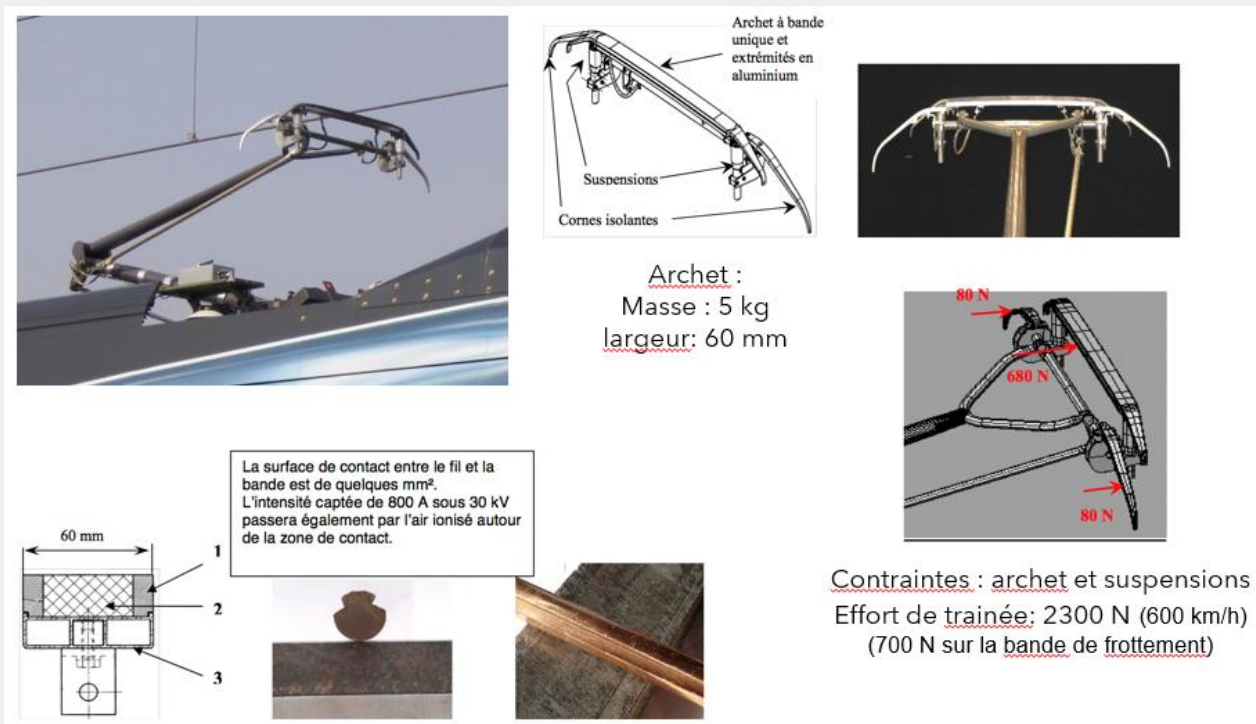 Archet à bande
unique et
extrémités en
aluminium
Suspensions
Cornes isolantes
Archet :
Masse : 5 kg
largeur: 60 mm
80 N
680 N
80 N
La surface de contact entre le fil et la
bande est de quelques mm².
L'intensité captée de 800 A sous 30 kV
passera également par l'air ionisé autour
de la zone de contact.
60 mm
1
2
3
Contraintes : archet et suspensions
Effort de trainée: 2300 N (600 km/h)
(700 N sur la bande de frottement)